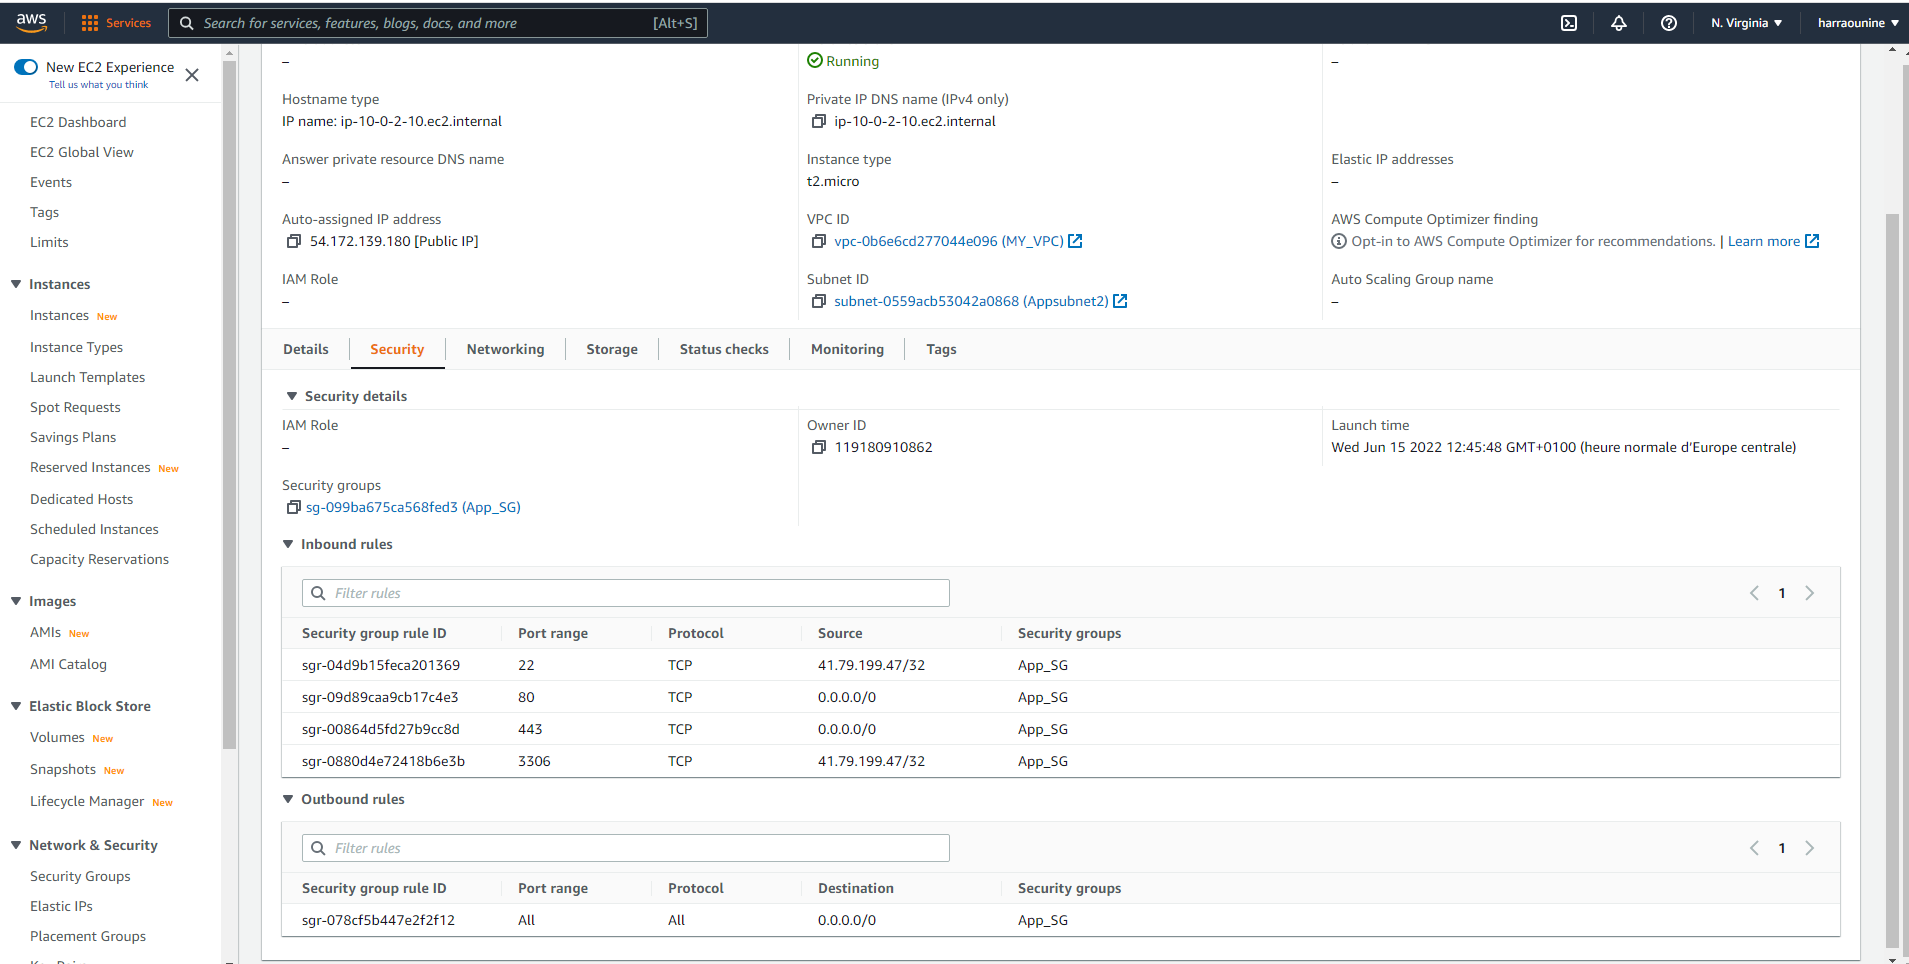 aws
Services
Search for services, features, blogs, docs, and more
[Alt+S]
N. Virginia ▼
harraounine ▼
New EC2 Experience
Tell us what you think
EC2 Dashboard
EC2 Global View
Events
Tags
Limits
Instances
Instances New
Instance Types
Launch Templates
Spot Requests
Savings Plans
Reserved Instances New
Dedicated Hosts
Scheduled Instances
Capacity Reservations
Images
AMIs New
AMI Catalog
Elastic Block Store
Volumes New
Snapshots New
Lifecycle Manager New
Network & Security
Security Groups
Elastic IPs
Placement Groups
–
Running
–
Hostname type
IP name: ip-10-0-2-10.ec2.internal
Private IP DNS name (IPv4 only)
ip-10-0-2-10.ec2.internal
Answer private resource DNS name
–
Instance type
t2.micro
Elastic IP addresses
–
Auto-assigned IP address
54.172.139.180 [Public IP]
VPC ID
vpc-0b6e6cd277044e096 (MY_VPC)
AWS Compute Optimizer finding
Opt-in to AWS Compute Optimizer for recommendations. | Learn more
IAM Role
–
Subnet ID
subnet-0559acb53042a0868 (Appsubnet2)
Auto Scaling Group name
–
Details
Security
Networking
Storage
Status checks
Monitoring
Tags
Security details
IAM Role
–
Owner ID
119180910862
Launch time
Wed Jun 15 2022 12:45:48 GMT+0100 (heure normale d'Europe centrale)
Security groups
sg-099ba675ca568fed3 (App_SG)
Inbound rules
Filter rules
1
Security group rule ID Port range Protocol Source Security groups
sgr-04d9b15feca201369 22 TCP 41.79.199.47/32 App_SG
sgr-09d89caa9cb17c4e3 80 TCP 0.0.0.0/0 App_SG
sgr-00864d5fd27b9cc8d 443 TCP 0.0.0.0/0 App_SG
sgr-0880d4e72418b6e3b 3306 TCP 41.79.199.47/32 App_SG
Outbound rules
Filter rules
1
Security group rule ID Port range Protocol Destination Security groups
sgr-078cf5b447e2f2f12 All All 0.0.0.0/0 App_SG